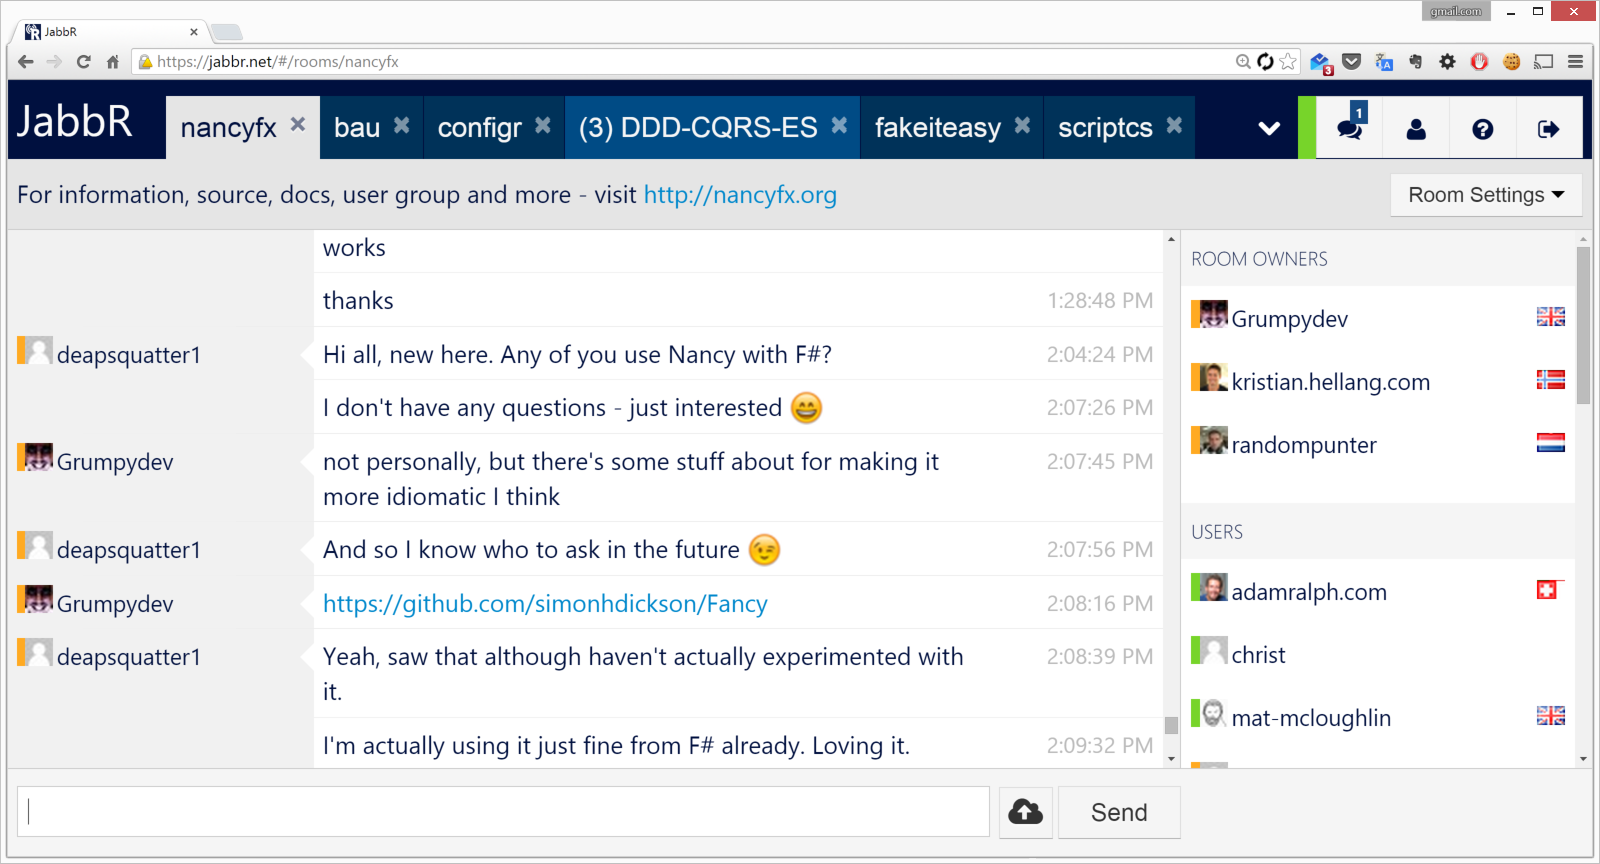 gmail.com
JabbR
https://jabbr.net/#/rooms/nancyfx
3
JabbR
nancyfx
bau
configr
(3) DDD-CQRS-ES
fakeiteasy
scriptcs
1
For information, source, docs, user group and more - visit http://nancyfx.org
Room Settings
works
thanks 1:28:48 PM
deapsquatter1 Hi all, new here. Any of you use Nancy with F#? 2:04:24 PM
I don't have any questions - just interested 2:07:26 PM
Grumpydev not personally, but there's some stuff about for making it 2:07:45 PM
more idiomatic I think
deapsquatter1 And so I know who to ask in the future 2:07:56 PM
Grumpydev https://github.com/simonhdickson/Fancy 2:08:16 PM
deapsquatter1 Yeah, saw that although haven't actually experimented with 2:08:39 PM
it.
I'm actually using it just fine from F# already. Loving it. 2:09:32 PM
ROOM OWNERS
Grumpydev
kristian.hellang.com
randompunter
USERS
adamralph.com
christ
mat-mcloughlin
Send